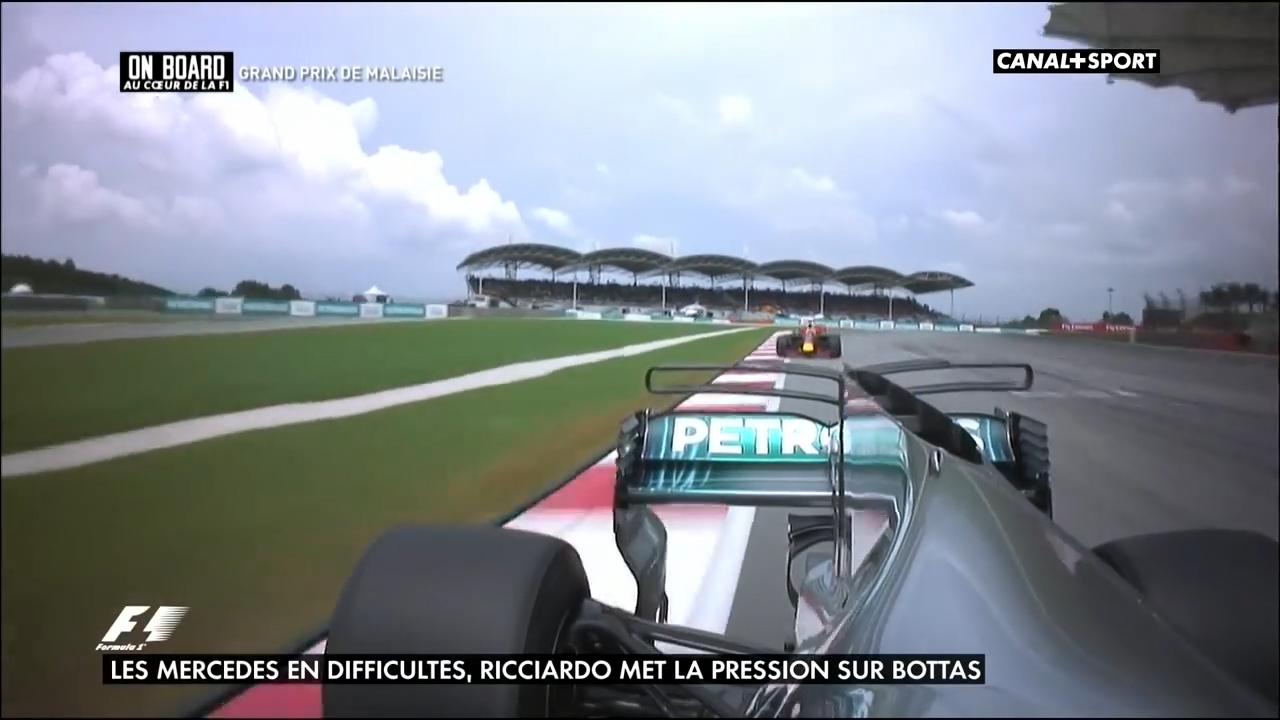 ON BOARD
AU CŒUR DE LA F1
GRAND PRIX DE MALAISIE
CANAL+SPORT
PETRONAS
F1
Formula 1
LES MERCEDES EN DIFFICULTES, RICCIARDO MET LA PRESSION SUR BOTTAS